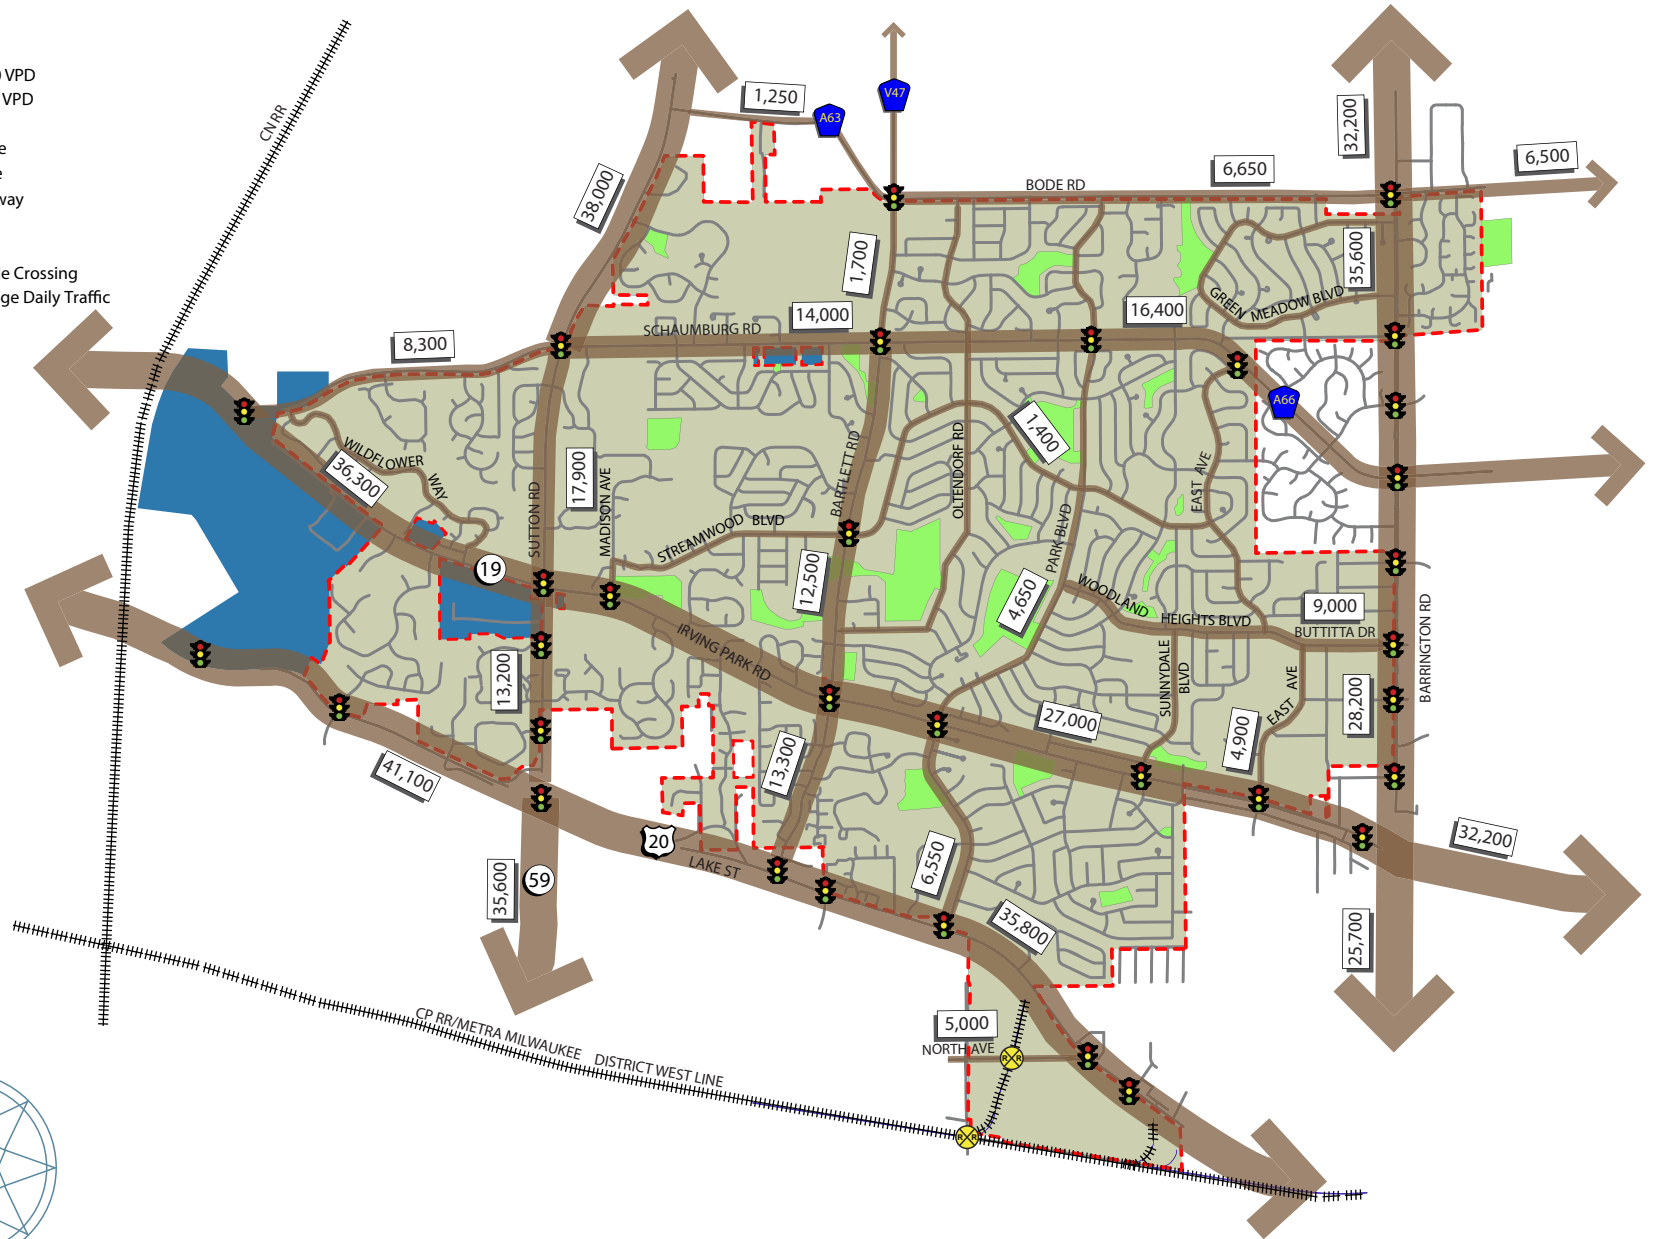 VPD
VPD
way
Crossing
Daily Traffic
CN RR
1,250
A63
V47
32,200
6,650
6,500
BODE RD
38,000
1,700
35,600
GREEN MEADOW BLVD
14,000
16,400
SCHAUMBURG RD
8,300
A66
1,400
WILDFLOWER
WAY
36,300
17,900
SUTTON RD
MADISON AVE
BARTLETT RD
OLTENDORF RD
EAST AVE
STREAMWOOD BLVD
PARK BLVD
19
12,500
4,650
WOODLAND
HEIGHTS BLVD
9,000
BUTTITTA DR
BARRINGTON RD
IRVING PARK RD
13,200
SUNNYDALE
BLVD
EAST AVE
28,200
27,000
4,900
13,300
41,100
20
LAKE ST
32,200
6,550
35,600
59
35,800
25,700
5,000
NORTH AVE
CP RR/METRA MILWAUKEE DISTRICT WEST LINE
R R
R R